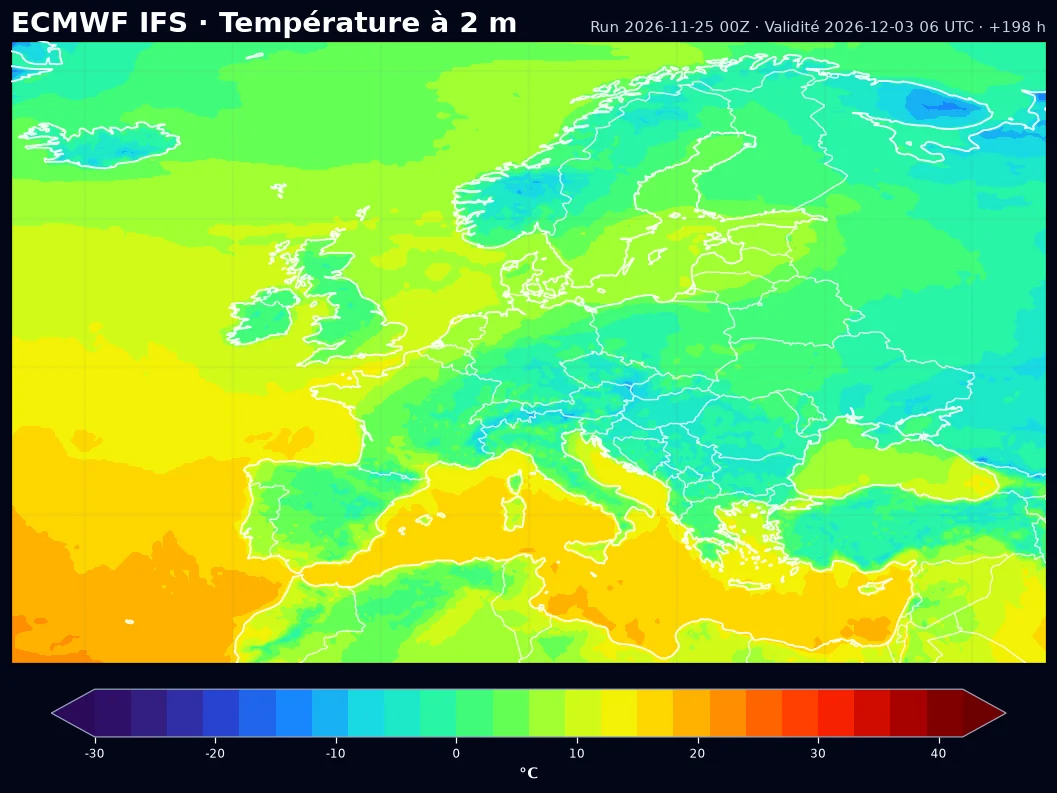 ECMWF IFS · Température à 2 m
Run 2026-11-25 00Z · Validité 2026-12-03 06 UTC · +198 h
-30 -20 -10 0 10 20 30 40
°C